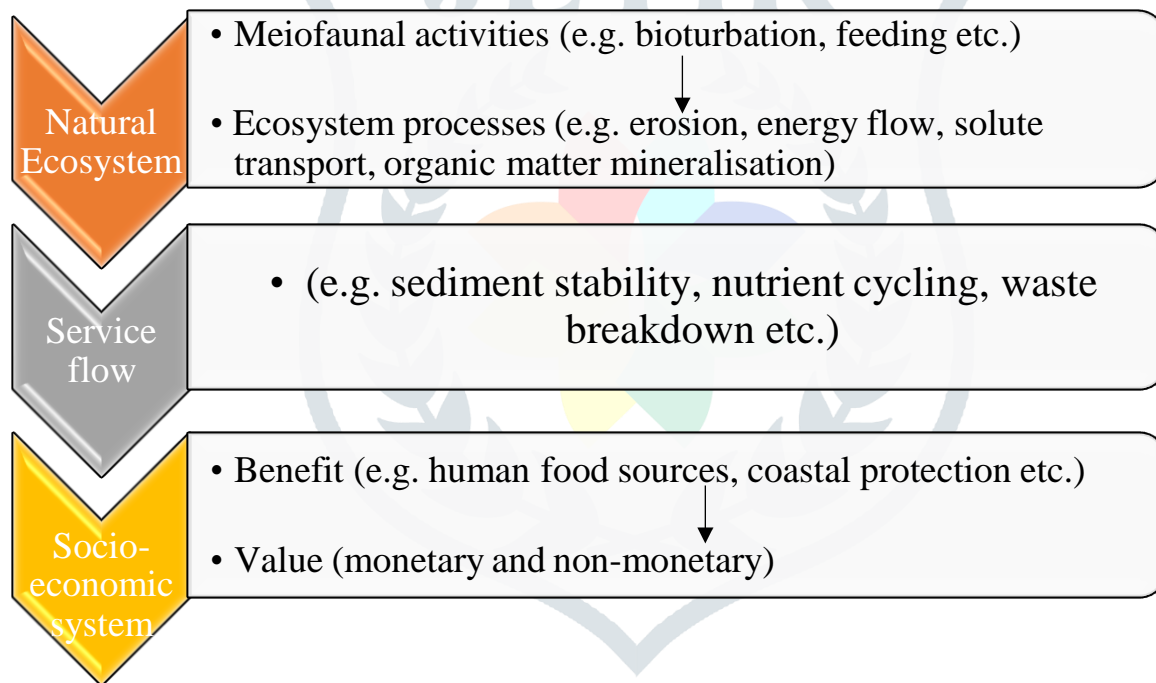 Natural
Ecosystem
• Meiofaunal activities (e.g. bioturbation, feeding etc.)
• Ecosystem processes (e.g. erosion, energy flow, solute
transport, organic matter mineralisation)
Service
flow
• (e.g. sediment stability, nutrient cycling, waste
breakdown etc.)
Socio-
economic
system
• Benefit (e.g. human food sources, coastal protection etc.)
• Value (monetary and non-monetary)